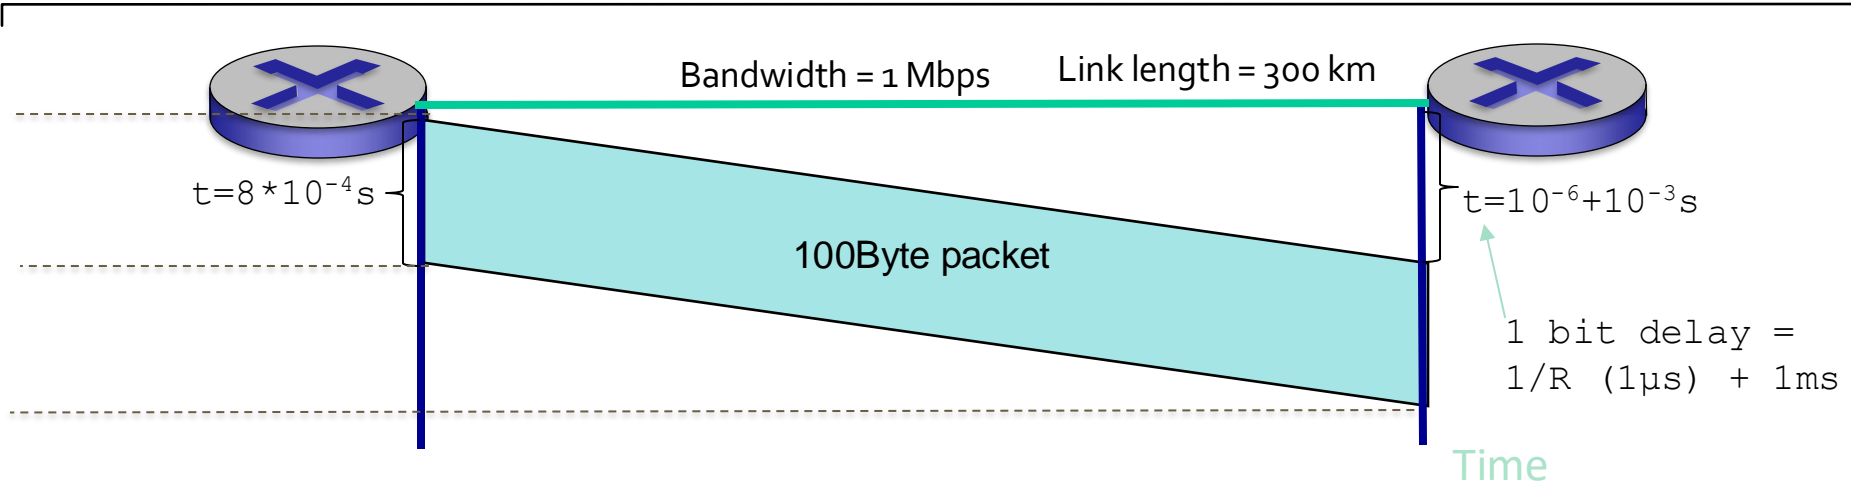 Bandwidth = 1 Mbps
Link length = 300 km
t=8*10⁻⁴s
t=10⁻⁶+10⁻³s
100Byte packet
1 bit delay =
1/R (1µs) + 1ms
Time